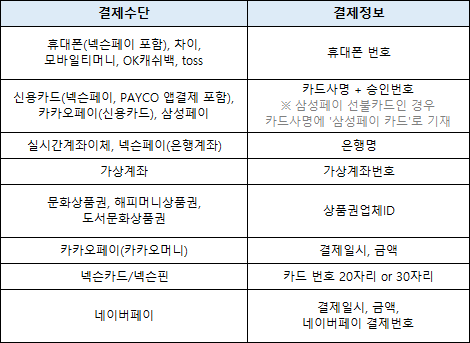 결제수단 결제정보
휴대폰(넥슨페이 포함), 차이,
모바일티머니, OK캐쉬백, toss
휴대폰 번호
신용카드(넥슨페이, PAYCO 앱결제 포함),
카카오페이(신용카드), 삼성페이
카드사명 + 승인번호
※ 삼성페이 선불카드인 경우
카드사명에 '삼성페이 카드'로 기재
실시간계좌이체, 넥슨페이(은행계좌) 은행명
가상계좌 가상계좌번호
문화상품권, 해피머니상품권,
도서문화상품권
상품권업체ID
카카오페이(카카오머니) 결제일시, 금액
넥슨카드/넥슨핀 카드 번호 20자리 or 30자리
네이버페이
결제일시, 금액,
네이버페이 결제번호